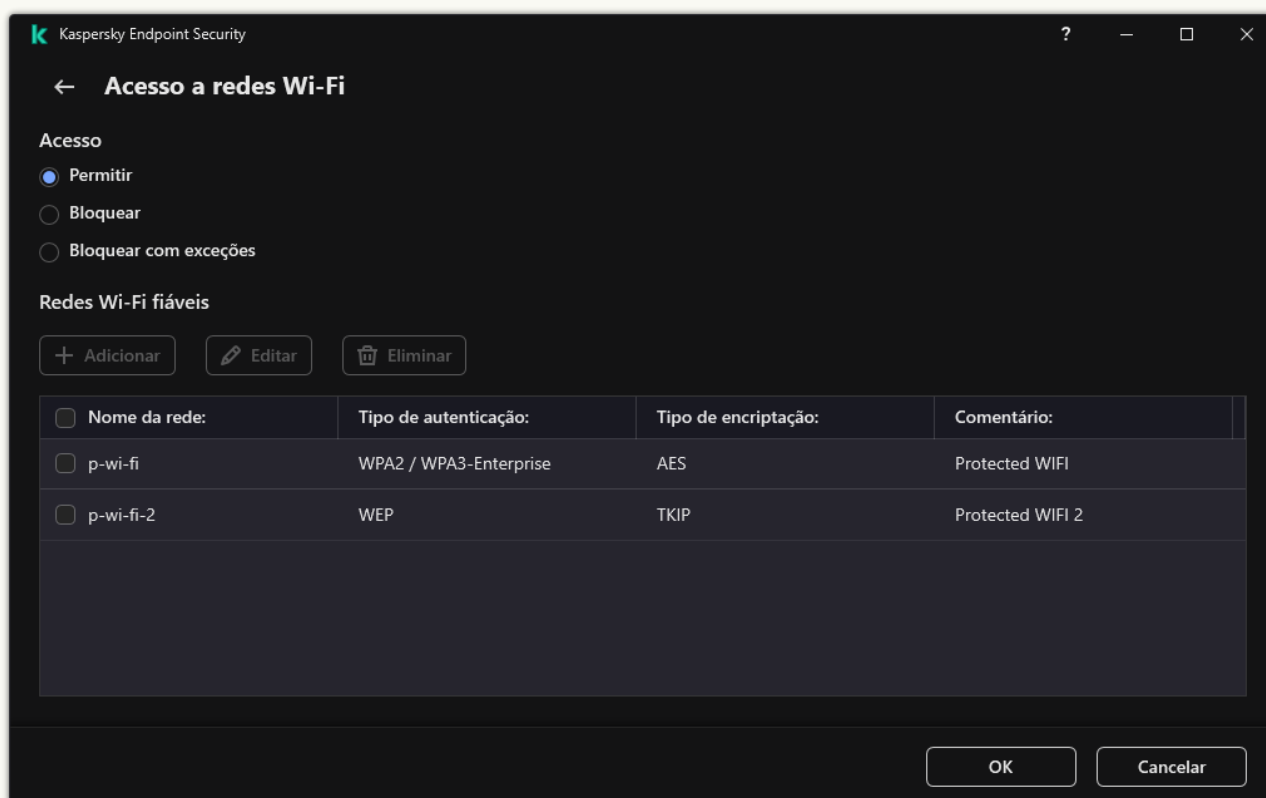 Kaspersky Endpoint Security
?
Acesso a redes Wi-Fi
Acesso
Permitir
Bloquear
Bloquear com exceções
Redes Wi-Fi fiáveis
Adicionar Editar Eliminar
Nome da rede: Tipo de autenticação: Tipo de encriptação: Comentário:
p-wi-fi WPA2 / WPA3-Enterprise AES Protected WIFI
p-wi-fi-2 WEP TKIP Protected WIFI 2
OK Cancelar